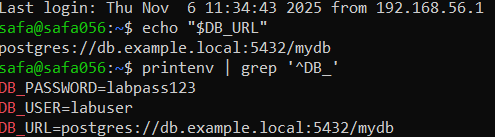 Last login: Thu Nov  6 11:34:43 2025 from 192.168.56.1
safa@safa056:~$ echo "$DB_URL"
postgres://db.example.local:5432/mydb
safa@safa056:~$ printenv | grep '^DB_'
DB_PASSWORD=labpass123
DB_USER=labuser
DB_URL=postgres://db.example.local:5432/mydb